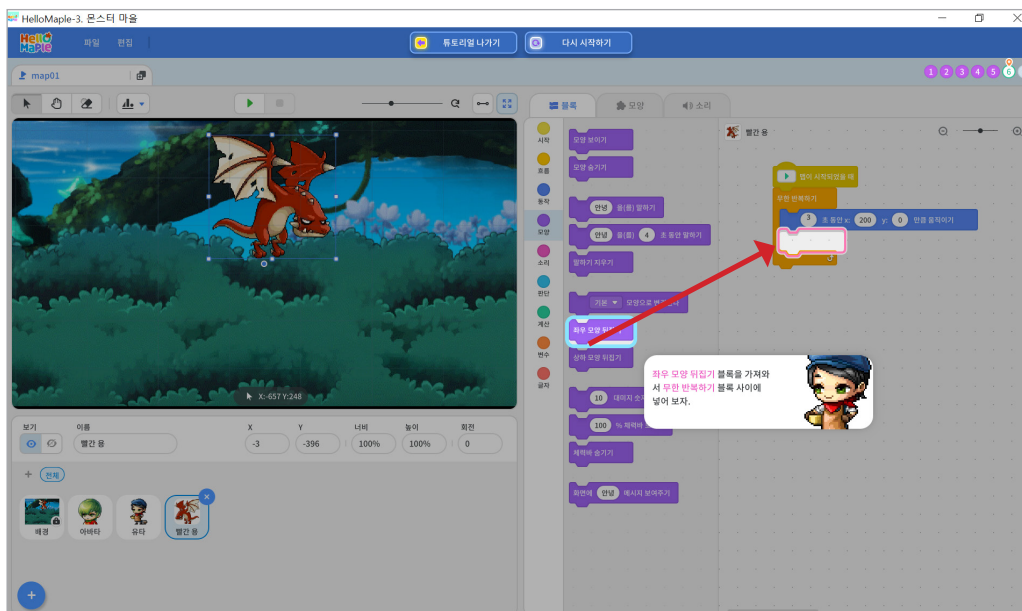 HelloMaple-3. 몬스터 마을
Hello Maple
파일 편집
튜토리얼 나가기 다시 시작하기
map01
1 2 3 4 5 6
블록 모양 소리
시작
흐름
동작
모양
소리
판단
계산
변수
글자
모양 보이기
모양 숨기기
안녕 을(를) 말하기
안녕 을(를) 4 초 동안 말하기
말하기 지우기
기본 모양으로
좌우 모양 뒤집기
상하 모양 뒤집기
10 데미지
100 % 체력바
체력바 숨기기
화면에 안녕 메시지 보여주기
빨간 용
맵이 시작되었을 때
무한 반복하기
3 초 동안 x: 200 y: 0 만큼 움직이기
좌우 모양 뒤집기 블록을 가져와
서 무한 반복하기 블록 사이에
넣어 보자.
X:-657 Y:248
보기 이름 X Y 너비 높이 회전
빨간 용 -3 -396 100% 100% 0
+ 전체
배경 아바타 유타 빨간 용
+